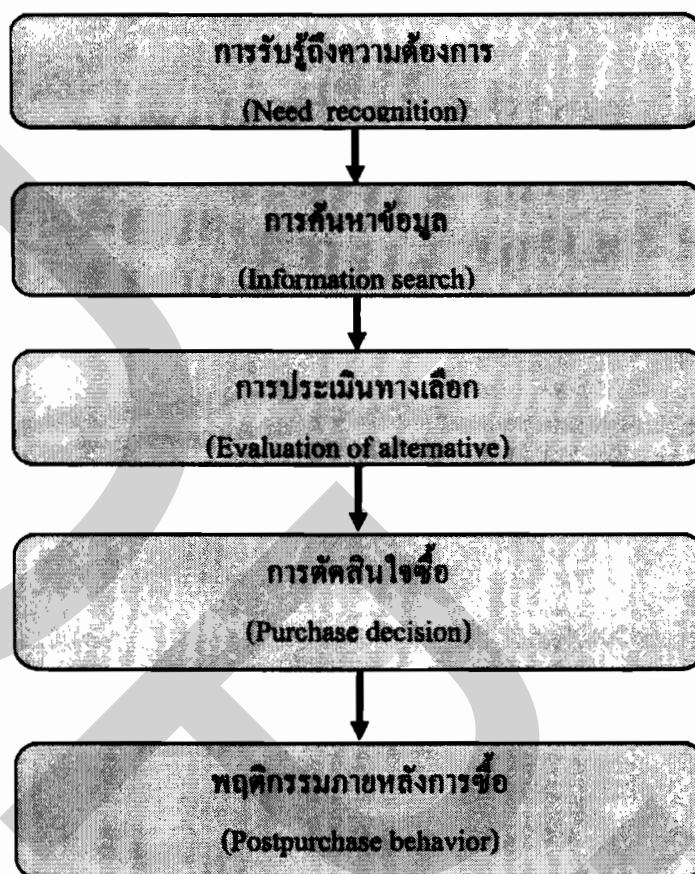 การรับรู้ถึงความต้องการ
(Need recognition)
การค้นหาข้อมูล
(Information search)
การประเมินทางเลือก
(Evaluation of alternative)
การตัดสินใจซื้อ
(Purchase decision)
พฤติกรรมภายหลังการซื้อ
(Postpurchase behavior)